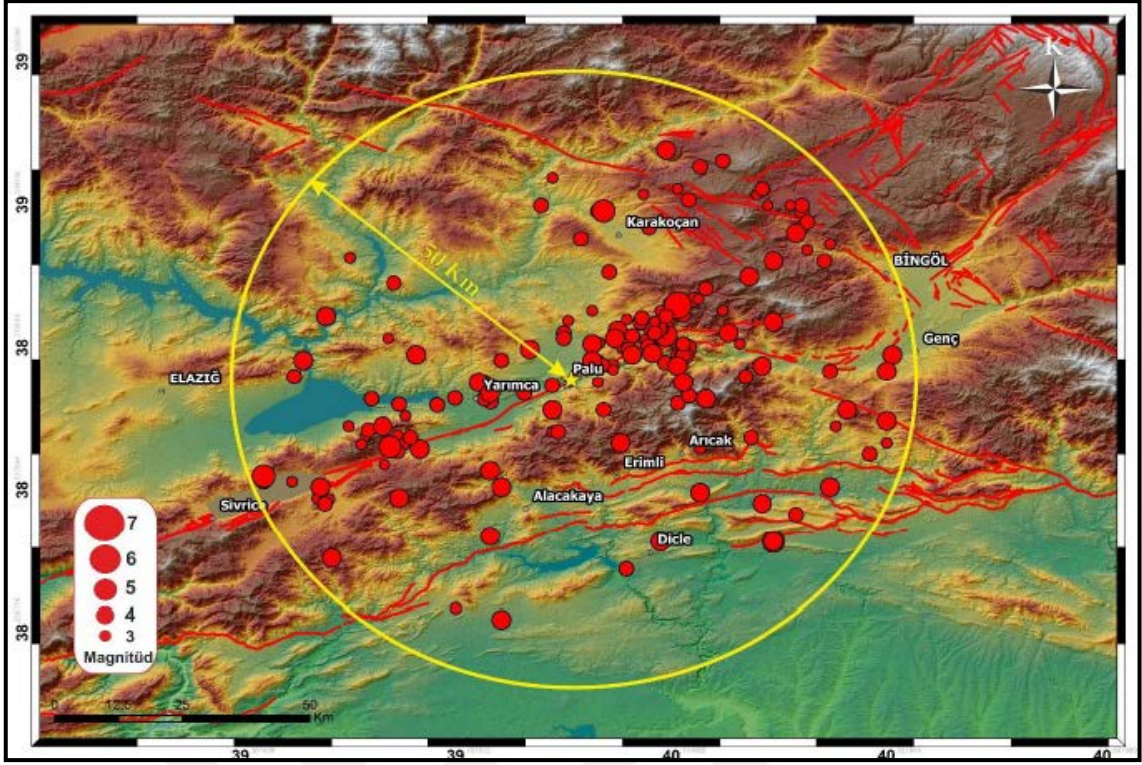 39
K
39
Karakoçan
50 Km
BİNGÖL
38
Genç
Palu
ELAZIĞ
Yarımca
Arıcak
38
Erimli
Sivrice
Alacakaya
7
6
Dicle
5
4
3
Magnitüd
38
0 12.5 25 50
Km
39 39 40 40 40